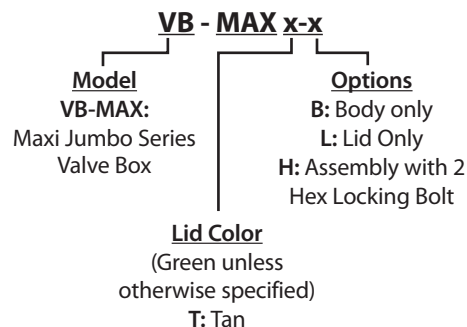 VB - MAX x-x
Model
VB-MAX:
Maxi Jumbo Series
Valve Box
Options
B: Body only
L: Lid Only
H: Assembly with 2
Hex Locking Bolt
Lid Color
(Green unless
otherwise specified)
T: Tan